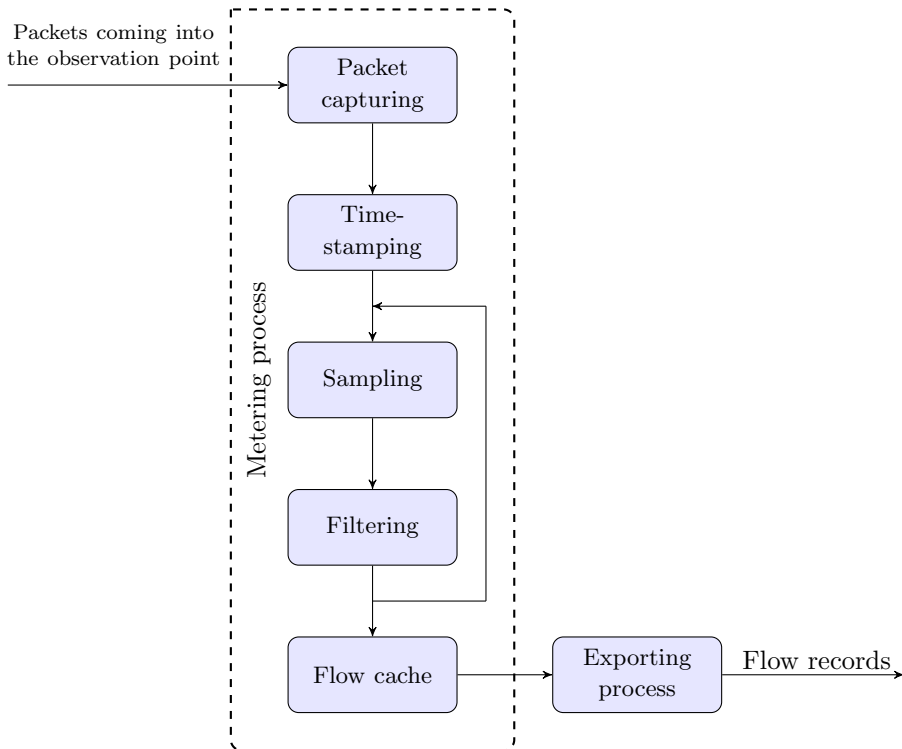 Packets coming into
the observation point
Packet
capturing
Time-
stamping
Metering process
Sampling
Filtering
Flow cache
Exporting
process
Flow records